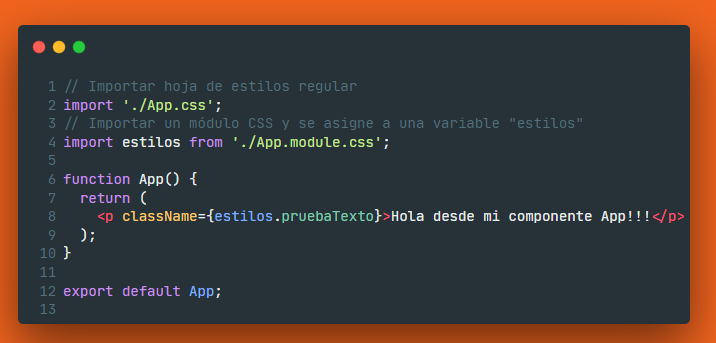 1 // Importar hoja de estilos regular
2 import './App.css';
3 // Importar un módulo CSS y se asigne a una variable "estilos"
4 import estilos from './App.module.css';
5
6 function App() {
7   return (
8     <p className={estilos.pruebaTexto}>Hola desde mi componente App!!!</p>
9   );
10 }
11
12 export default App;
13